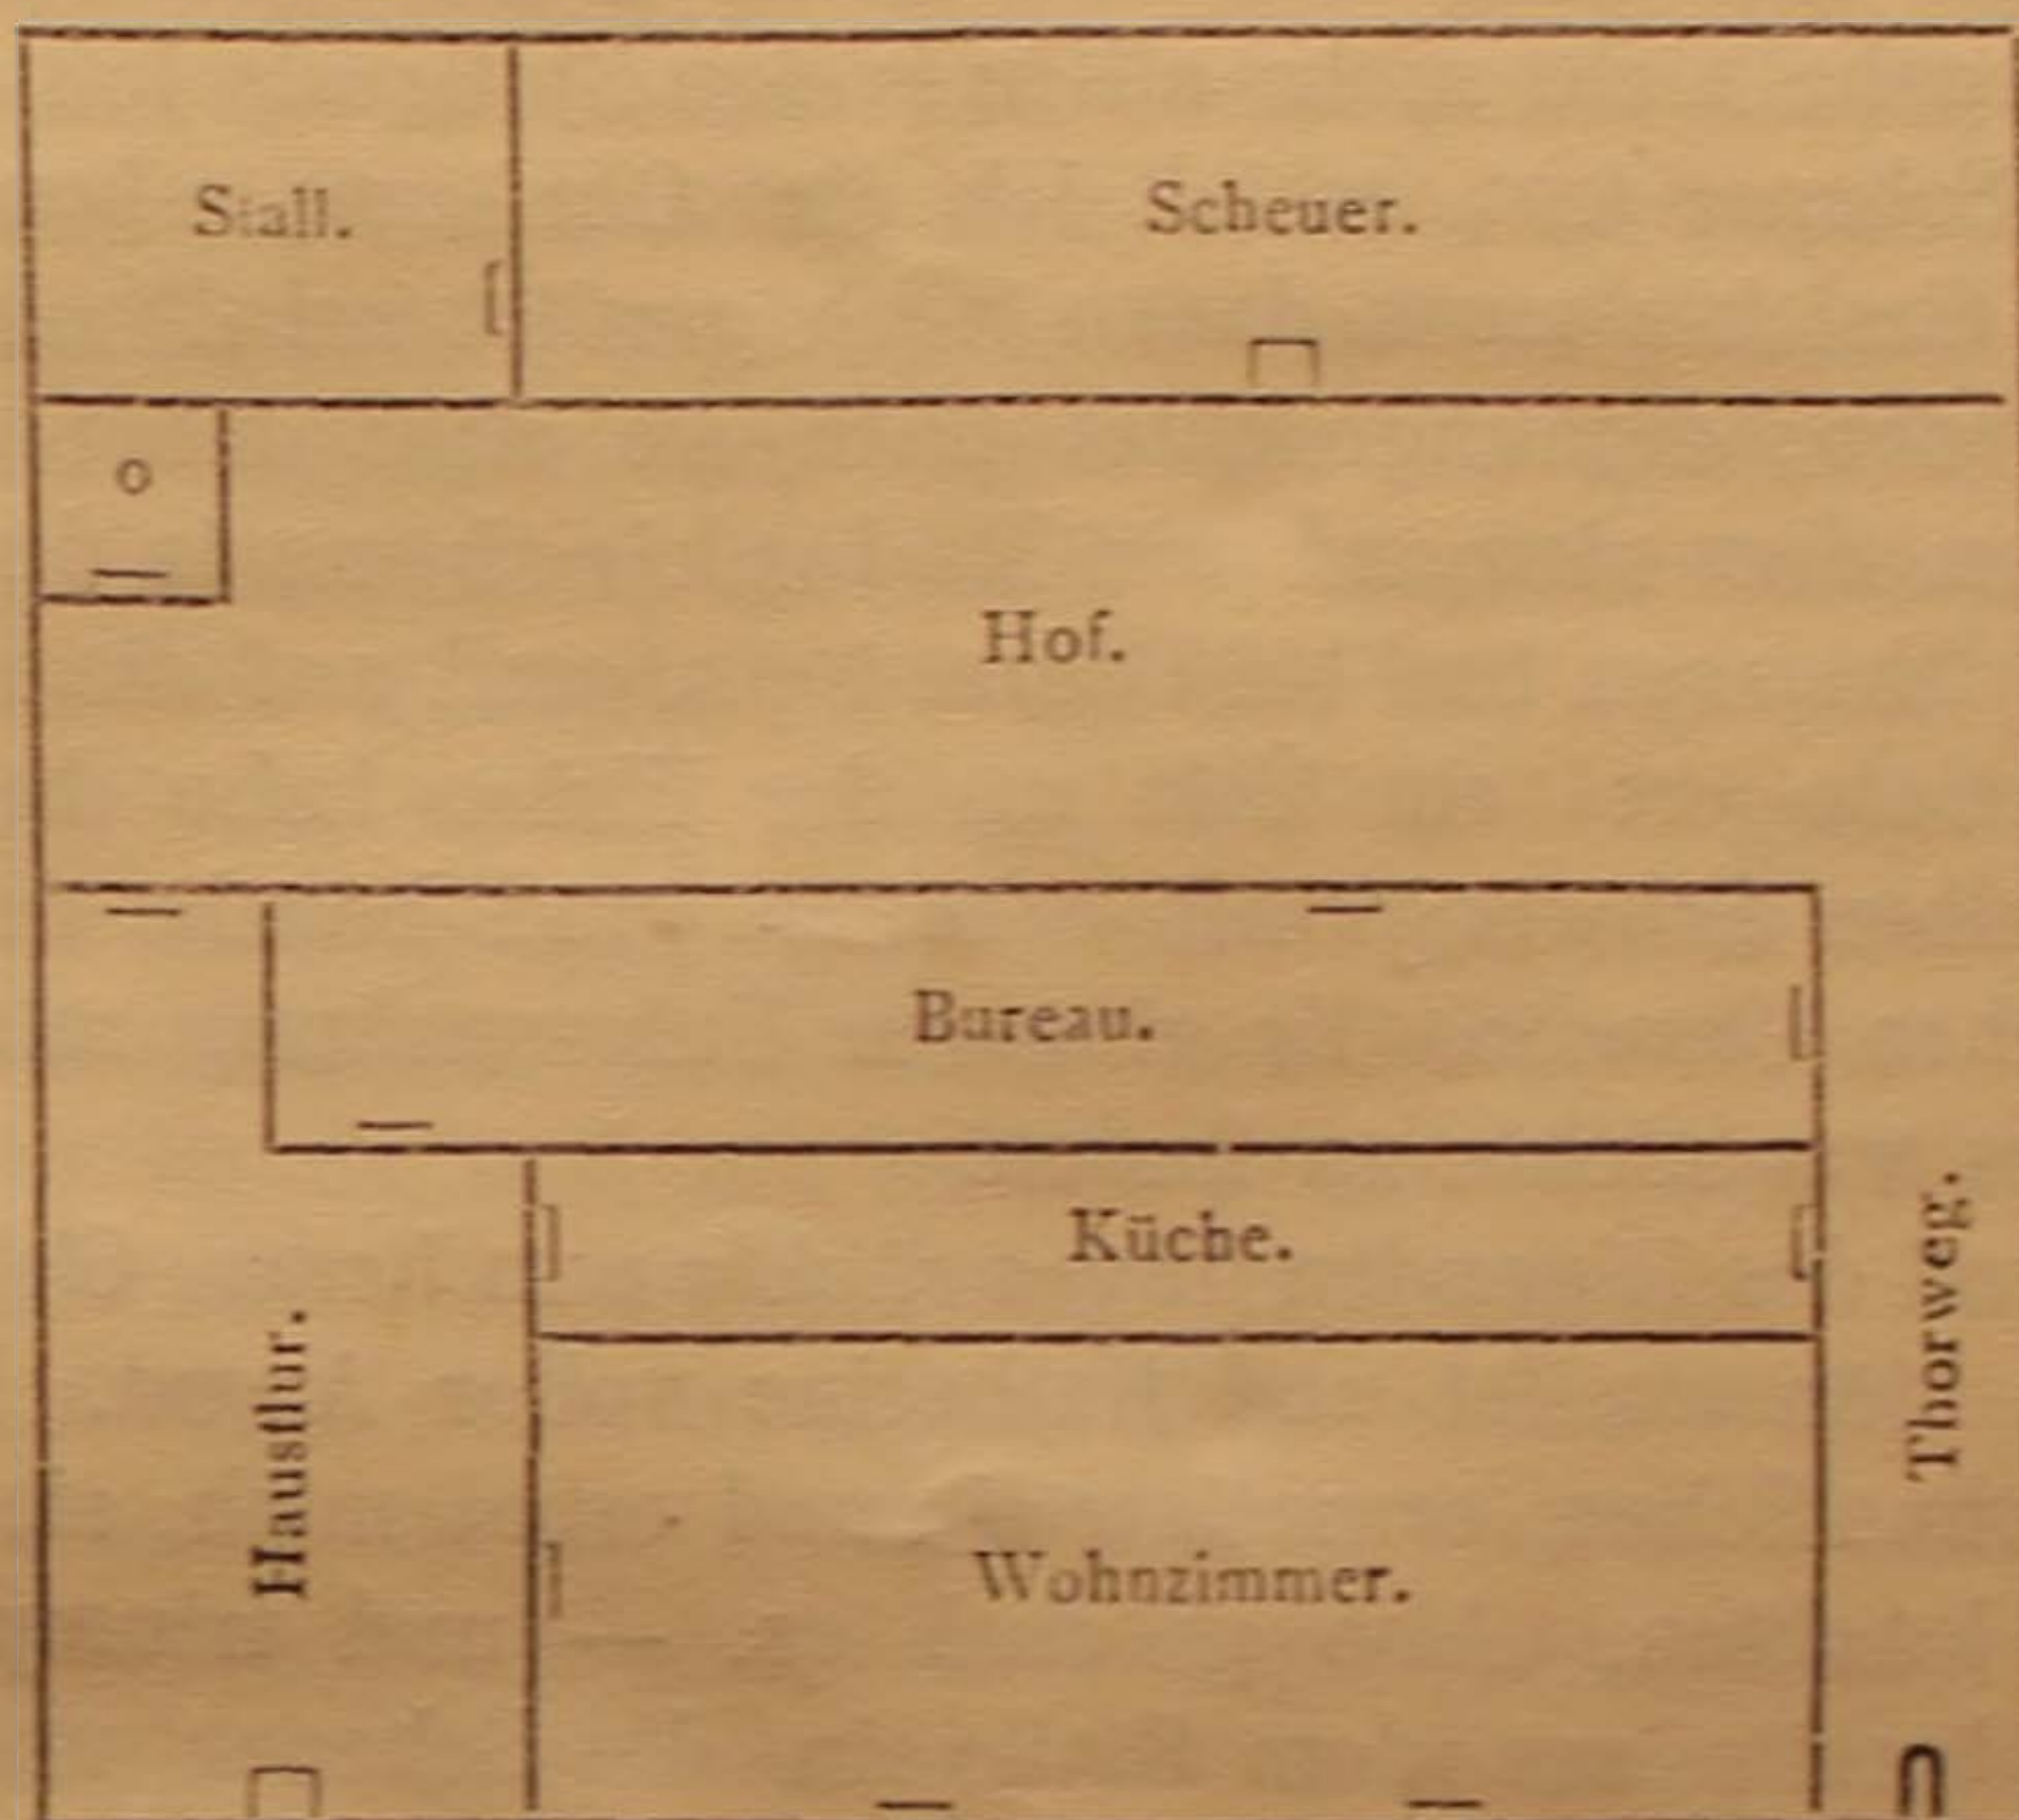 Stall.
Scheuer.
o
Hof.
Bureau.
Küche.
Thorweg.
Hausflur.
Wohnzimmer.